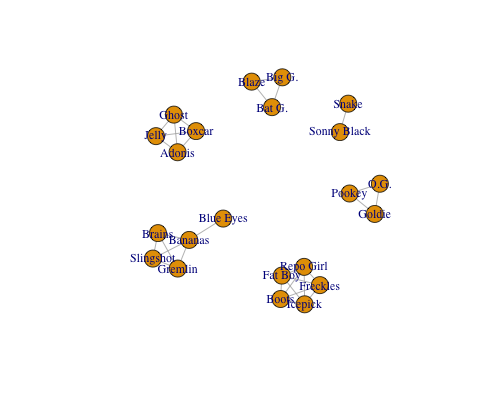 Blaze
Big G.
Bat G.
Snake
Sonny Black
Ghost
Jelly
Boxcar
Adonis
O.G.
Pookey
Goldie
Blue Eyes
Brains
Bananas
Slingshot
Gremlin
Repo Girl
Fat Boy
Freckles
Boots
Icepick